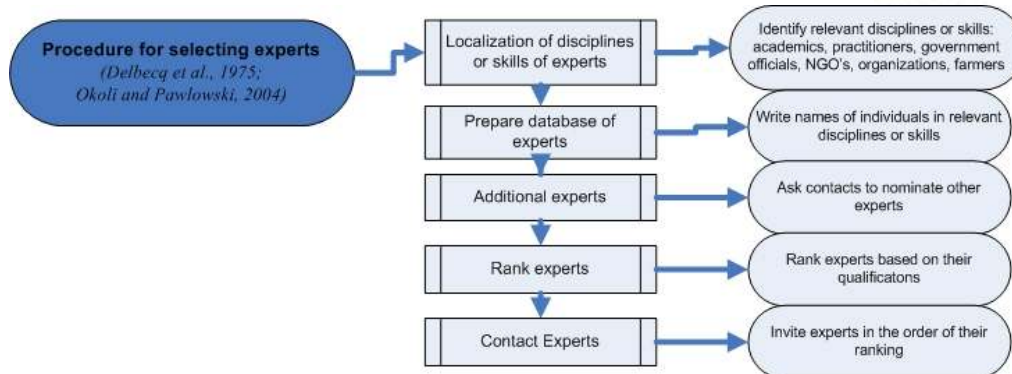 Procedure for selecting experts
(Delbecq et al., 1975;
Okoli and Pawlowski, 2004)
Localization of disciplines
or skills of experts
Identify relevant disciplines or skills:
academics, practitioners, government
officials, NGO's, organizations, farmers
Prepare database of
experts
Write names of individuals in relevant
disciplines or skills
Additional experts
Ask contacts to nominate other
experts
Rank experts
Rank experts based on their
qualificatons
Contact Experts
Invite experts in the order of their
ranking